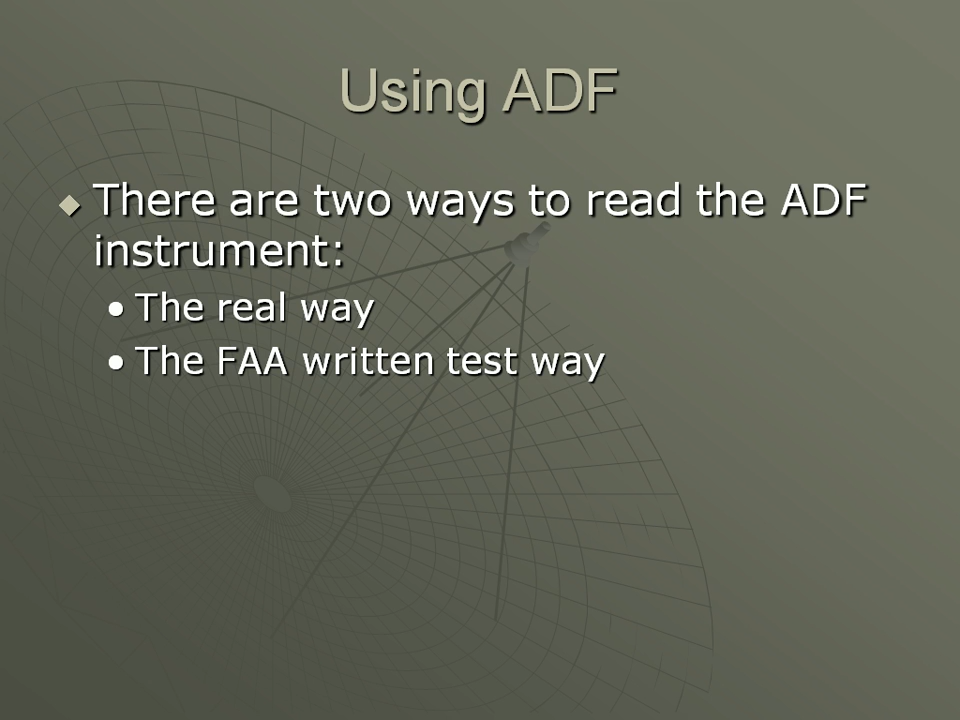 Using ADF
There are two ways to read the ADF
instrument:
• The real way
• The FAA written test way